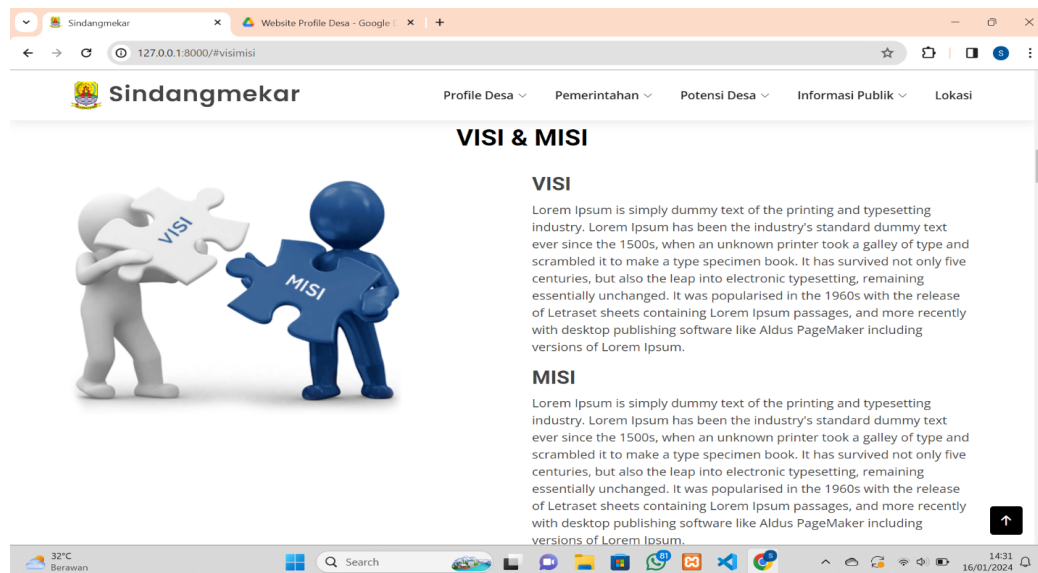 Sindangmekar
Website Profile Desa - Google D
127.0.0.1:8000/#visimisi
S
Sindangmekar
Profile Desa
Pemerintahan
Potensi Desa
Informasi Publik
Lokasi
VISI & MISI
VISI
MISI
VISI
Lorem Ipsum is simply dummy text of the printing and typesetting
industry. Lorem Ipsum has been the industry's standard dummy text
ever since the 1500s, when an unknown printer took a galley of type and
scrambled it to make a type specimen book. It has survived not only five
centuries, but also the leap into electronic typesetting, remaining
essentially unchanged. It was popularised in the 1960s with the release
of Letraset sheets containing Lorem Ipsum passages, and more recently
with desktop publishing software like Aldus PageMaker including
versions of Lorem Ipsum.
MISI
Lorem Ipsum is simply dummy text of the printing and typesetting
industry. Lorem Ipsum has been the industry's standard dummy text
ever since the 1500s, when an unknown printer took a galley of type and
scrambled it to make a type specimen book. It has survived not only five
centuries, but also the leap into electronic typesetting, remaining
essentially unchanged. It was popularised in the 1960s with the release
of Letraset sheets containing Lorem Ipsum passages, and more recently
with desktop publishing software like Aldus PageMaker including
versions of Lorem Ipsum.
32°C
Berawan
Search
81
S
14:31
16/01/2024